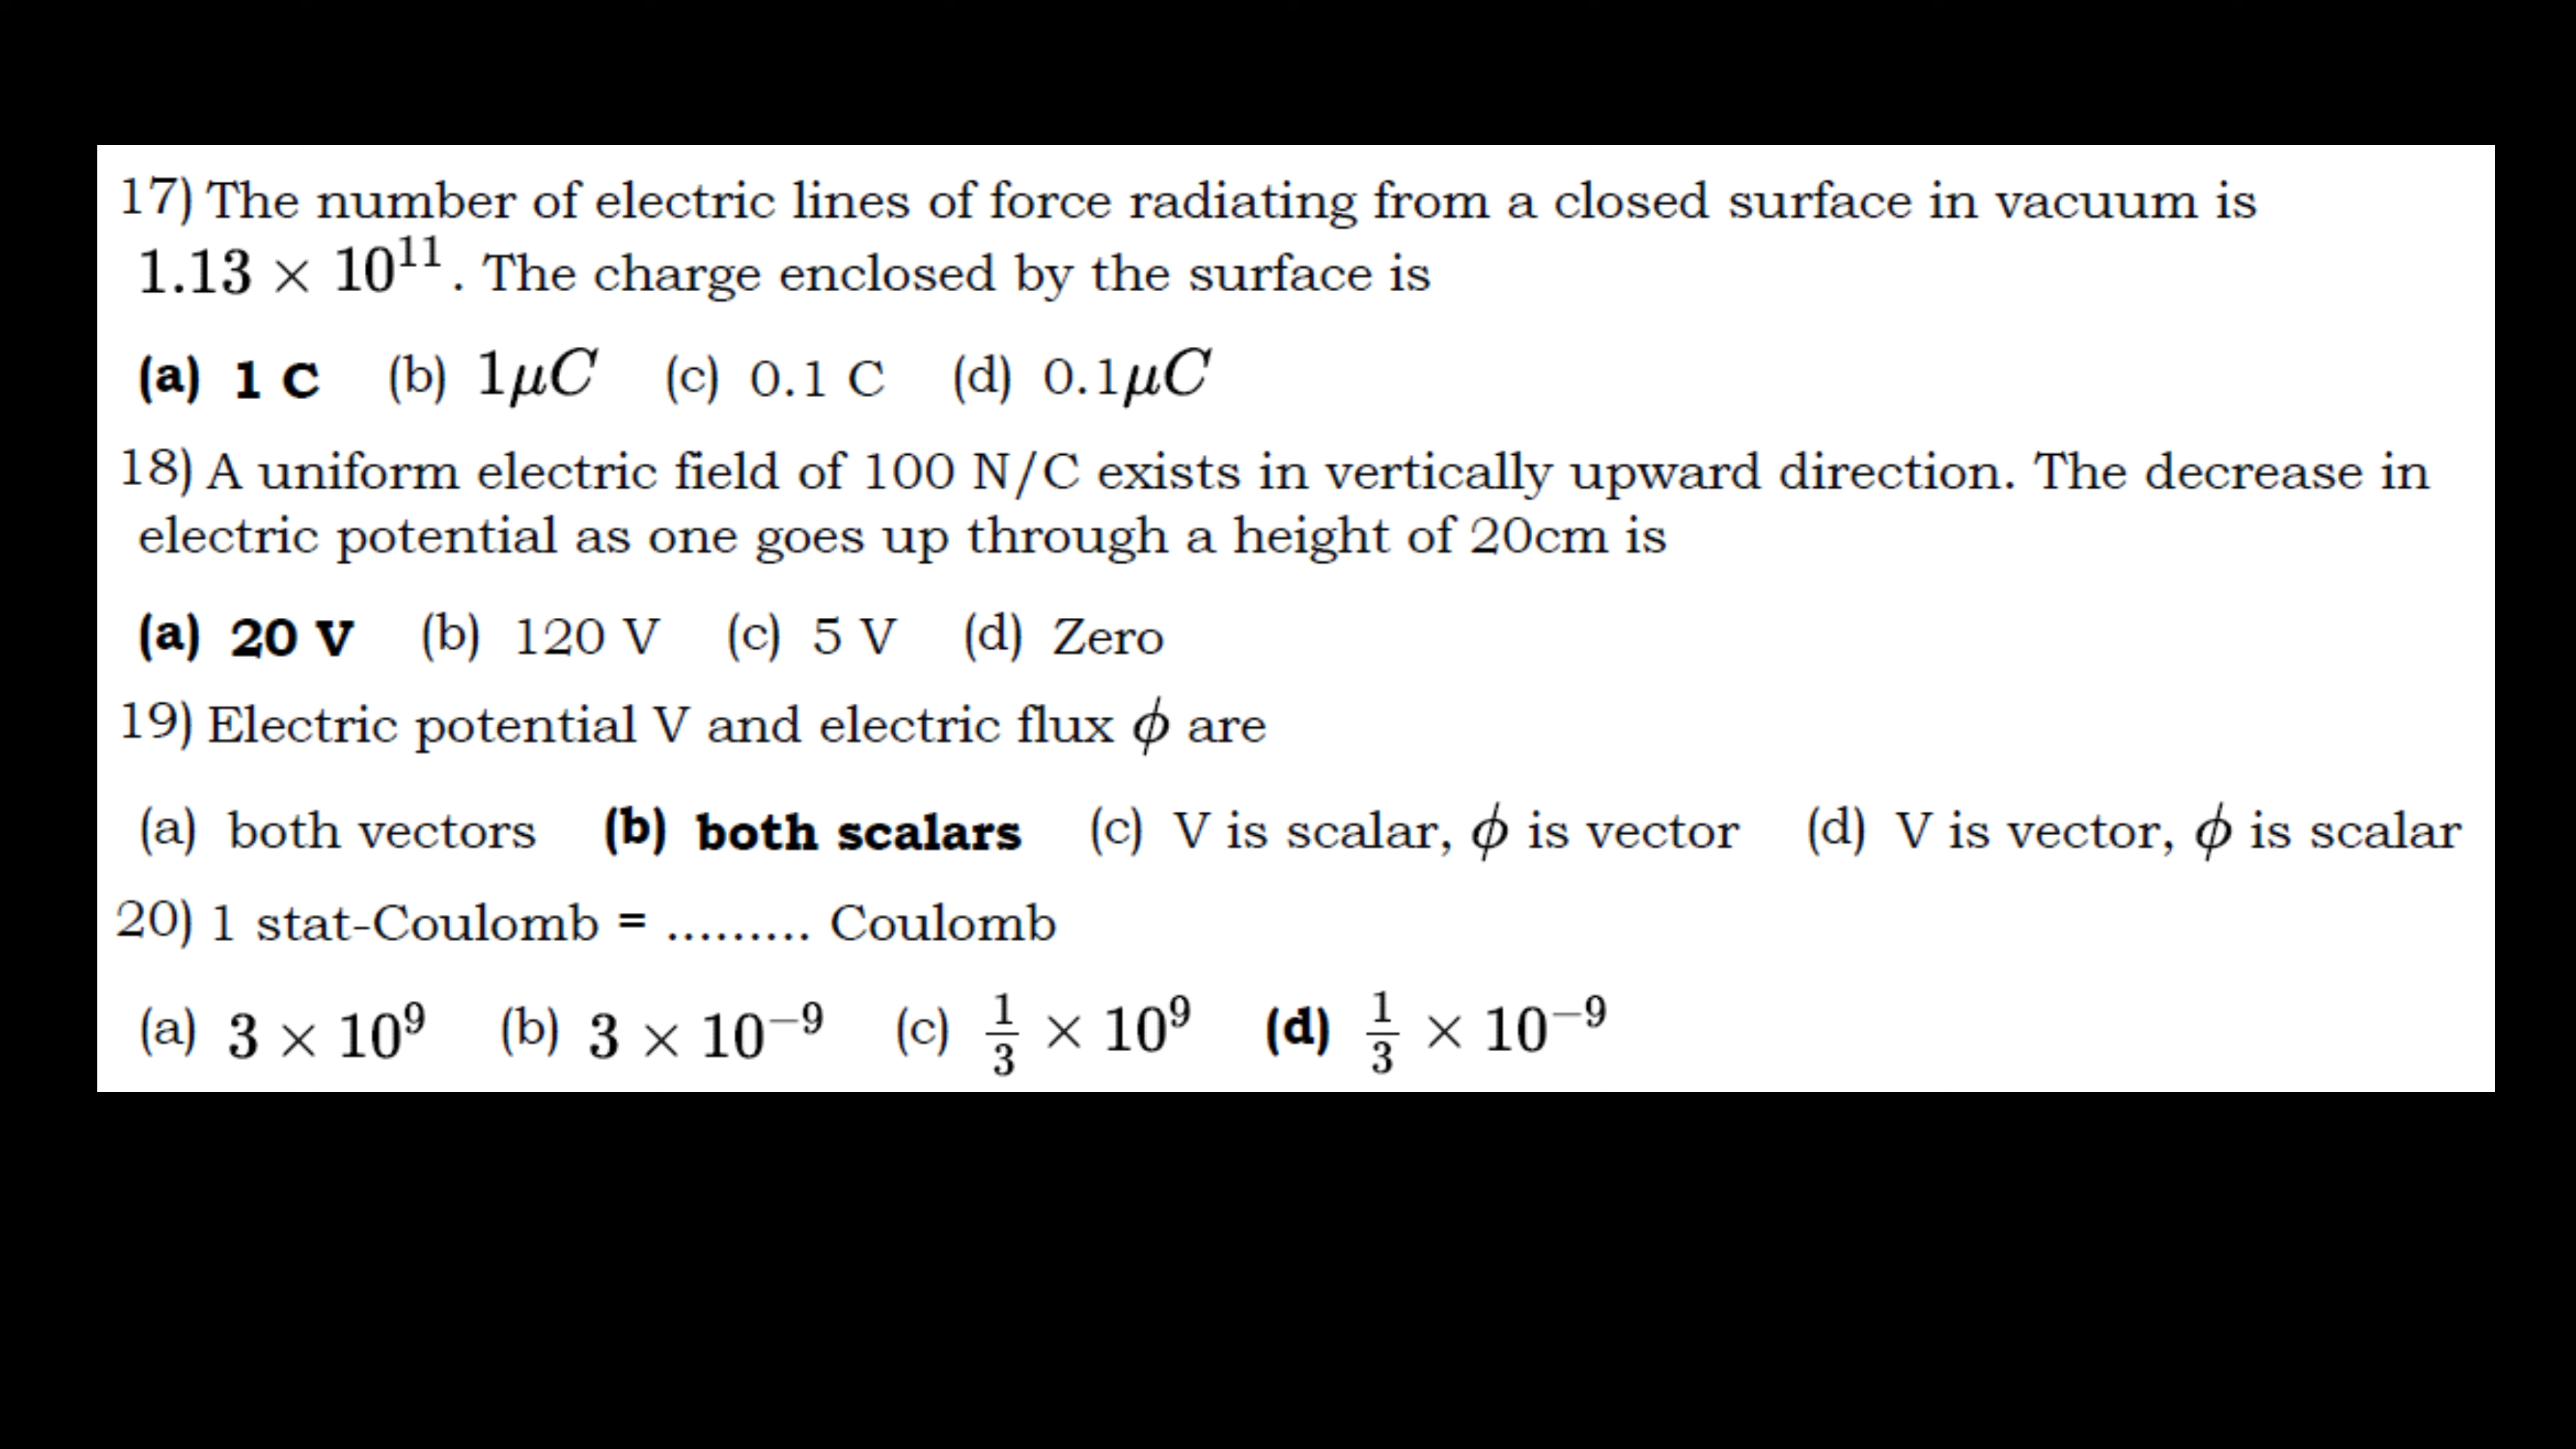 17) The number of electric lines of force radiating from a closed surface in vacuum is
1.13 × 10¹¹ . The charge enclosed by the surface is
(a) 1 C (b) 1μC (c) 0.1 C (d) 0.1μC
18) A uniform electric field of 100 N/C exists in vertically upward direction. The decrease in
electric potential as one goes up through a height of 20cm is
(a) 20 V (b) 120 V (c) 5 V (d) Zero
19) Electric potential V and electric flux ϕ are
(a) both vectors (b) both scalars (c) V is scalar, ϕ is vector (d) V is vector, ϕ is scalar
20) 1 stat-Coulomb = ......... Coulomb
(a) 3 × 10⁹ (b) 3 × 10⁻⁹ (c) 1/3 × 10⁹ (d) 1/3 × 10⁻⁹